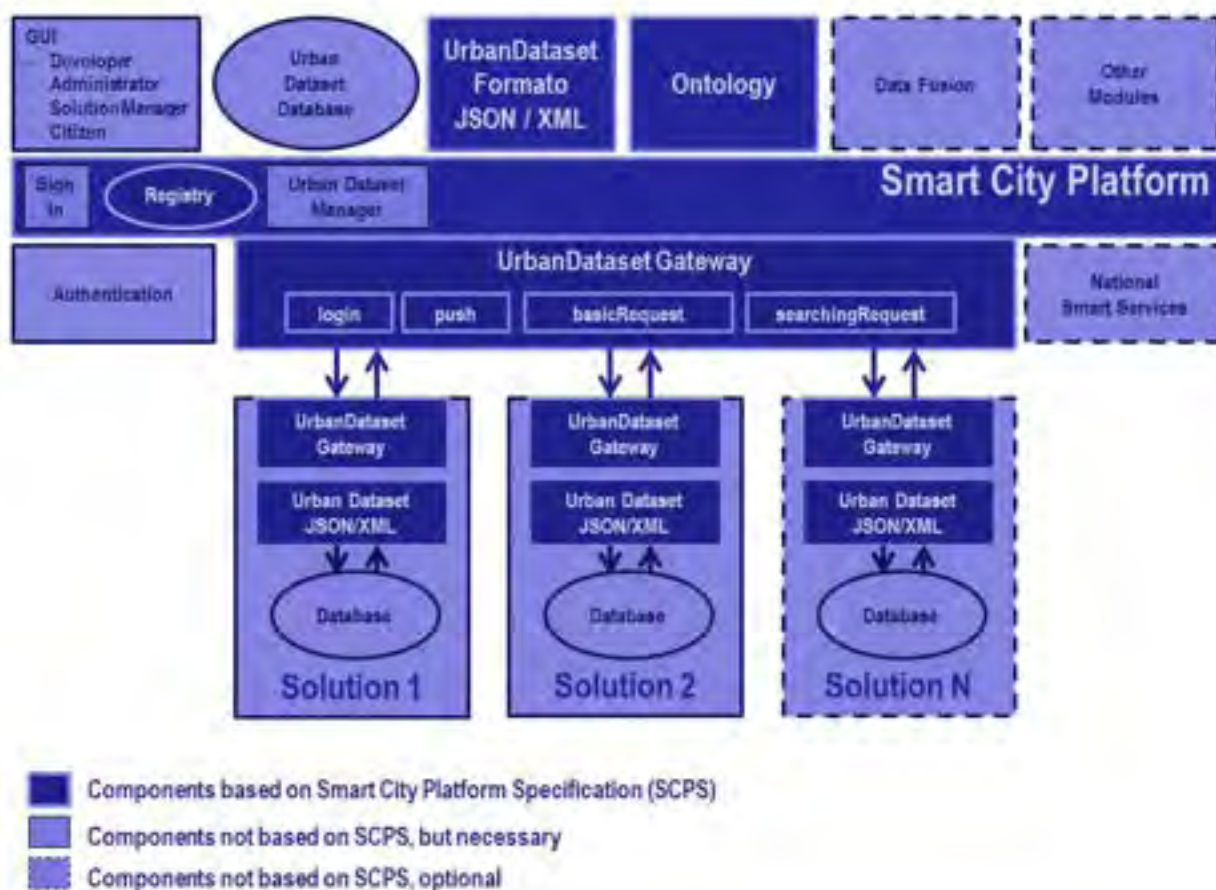 GUI
– Developer
Administrator
SolutionManager
Citizen
Urban
Dataset
Database
UrbanDataset
Formato
JSON / XML
Ontology
Data Fusion
Other
Modules
Sign
In
Registry
Urban Dataset
Manager
Smart City Platform
Authentication
UrbanDataset Gateway
login
push
basicRequest
searchingRequest
National
Smart Services
UrbanDataset
Gateway
Urban Dataset
JSON/XML
Database
Solution 1
UrbanDataset
Gateway
Urban Dataset
JSON/XML
Database
Solution 2
UrbanDataset
Gateway
Urban Dataset
JSON/XML
Database
Solution N
Components based on Smart City Platform Specification (SCPS)
Components not based on SCPS, but necessary
Components not based on SCPS, optional